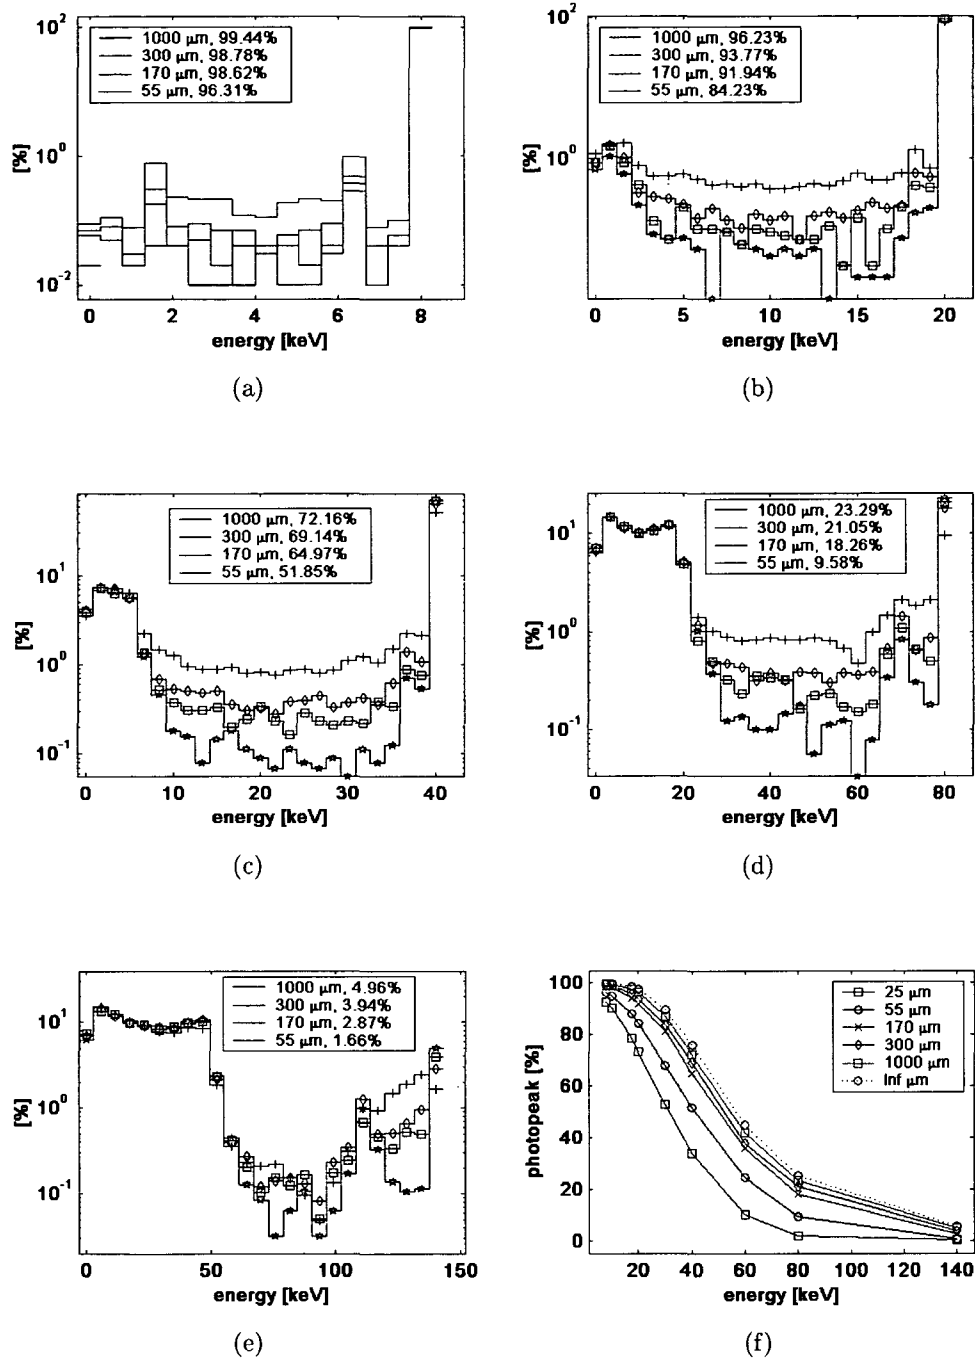 10^2
10^0
10^-2
[%]
1000 µm, 99.44%
300 µm, 98.78%
170 µm, 98.62%
55 µm, 96.31%
0 2 4 6 8
energy [keV]
(a)
10^2
10^0
[%]
1000 µm, 96.23%
300 µm, 93.77%
170 µm, 91.94%
55 µm, 84.23%
0 5 10 15 20
energy [keV]
(b)
10^1
10^0
10^-1
[%]
1000 µm, 72.16%
300 µm, 69.14%
170 µm, 64.97%
55 µm, 51.85%
0 10 20 30 40
energy [keV]
(c)
10^1
10^0
10^-1
[%]
1000 µm, 23.29%
300 µm, 21.05%
170 µm, 18.26%
55 µm, 9.58%
0 20 40 60 80
energy [keV]
(d)
10^1
10^0
10^-1
[%]
1000 µm, 4.96%
300 µm, 3.94%
170 µm, 2.87%
55 µm, 1.66%
0 50 100 150
energy [keV]
(e)
100
80
60
40
20
0
photopeak [%]
25 µm
55 µm
170 µm
300 µm
1000 µm
Inf µm
20 40 60 80 100 120 140
energy [keV]
(f)